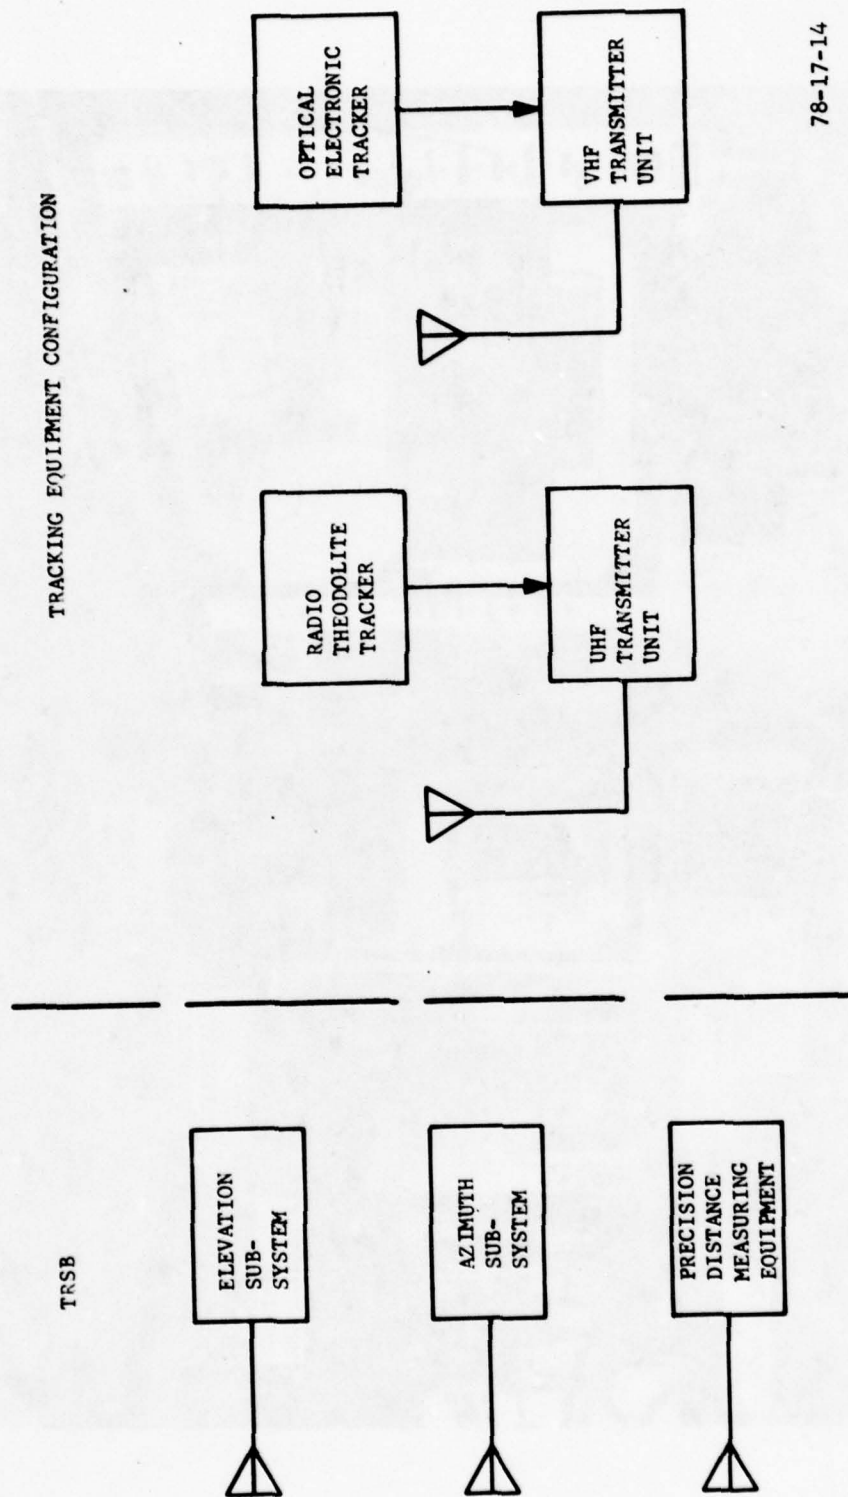 TRSB
TRACKING EQUIPMENT CONFIGURATION
ELEVATION
SUB-
SYSTEM
AZIMUTH
SUB-
SYSTEM
PRECISION
DISTANCE
MEASURING
EQUIPMENT
RADIO
THEODOLITE
TRACKER
UHF
TRANSMITTER
UNIT
OPTICAL
ELECTRONIC
TRACKER
VHF
TRANSMITTER
UNIT
78-17-14